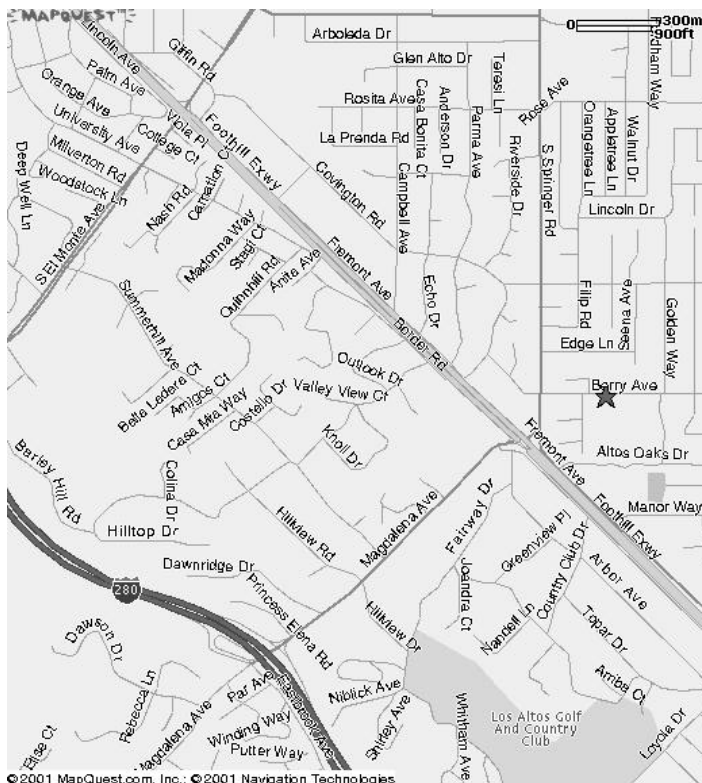 MAPQUEST
Lincoln Ave
Giffin Rd
Arboleda Dr
0
300m
900ft
Palm Ave
Glen Alto Dr
Teresi Ln
Orange Ave
Rosita Ave
Casa Bonita Ct
Anderson Dr
Parma Ave
Rose Ave
Orangetree Ln
Appletree Ln
Walnut Dr
University Ave
Viola Pl
College Ct
Foothill Exwy
La Prenda Rd
Riverside Dr
S Springer Rd
Milverton Rd
Woodstock Ln
Deep Well Ln
Nash Rd
Carnation Ct
Covington Rd
Campbell Ave
Lincoln Dr
S El Monte Ave
Madonna Way
Stagi Ct
Quinnhill Rd
Anita Ave
Fremont Ave
Summerhill Ave
Echo Dr
Filip Rd
Seena Ave
Golden Way
Border Rd
Edge Ln
Bella Ladera Ct
Amigos Ct
Casa Mia Way
Costello Dr
Outlook Dr
Valley View Ct
Berry Ave
Knoll Dr
Fremont Ave
Altos Oaks Dr
Barley Hill Rd
Colina Dr
Hilltop Dr
Hillview Rd
Magdalena Ave
Fairway Dr
Manor Way
Foothill Exwy
Dawnridge Dr
Greenview Pl
Country Club Dr
Arbor Ave
280
Princess Elena Rd
Hillview Dr
Joandra Ct
Nandell Ln
Topar Dr
Dawson Dr
Rebecca Ln
Par Ave
Eastbrook Ave
Niblick Ave
Arriba Ct
Elise Ct
Magdalena Ave
Winding Way
Putter Way
Shirley Ave
Whitham Ave
Los Altos Golf
And Country
Club
Loyola Dr
©2001 MapQuest.com, Inc.; ©2001 Navigation Technologies